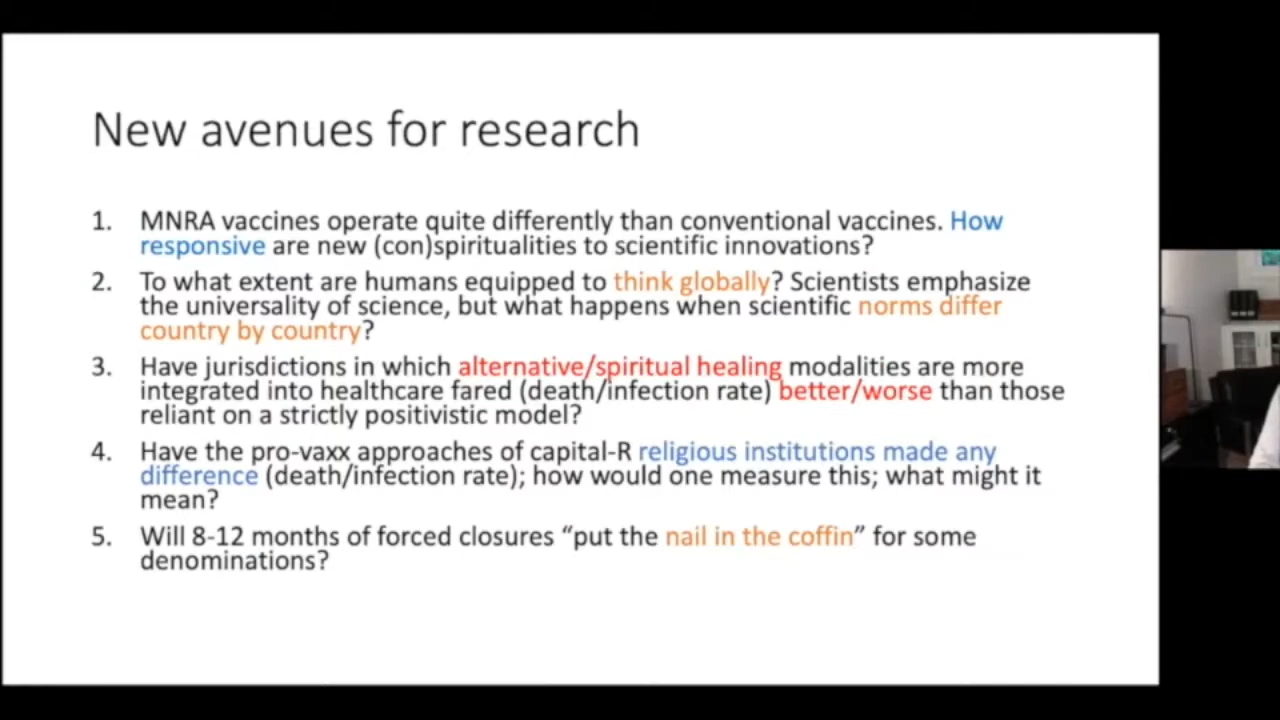 New avenues for research
1. MNRA vaccines operate quite differently than conventional vaccines. How
responsive are new (con)spiritualities to scientific innovations?
2. To what extent are humans equipped to think globally? Scientists emphasize
the universality of science, but what happens when scientific norms differ
country by country?
3. Have jurisdictions in which alternative/spiritual healing modalities are more
integrated into healthcare fared (death/infection rate) better/worse than those
reliant on a strictly positivistic model?
4. Have the pro-vaxx approaches of capital-R religious institutions made any
difference (death/infection rate); how would one measure this; what might it
mean?
5. Will 8-12 months of forced closures “put the nail in the coffin” for some
denominations?